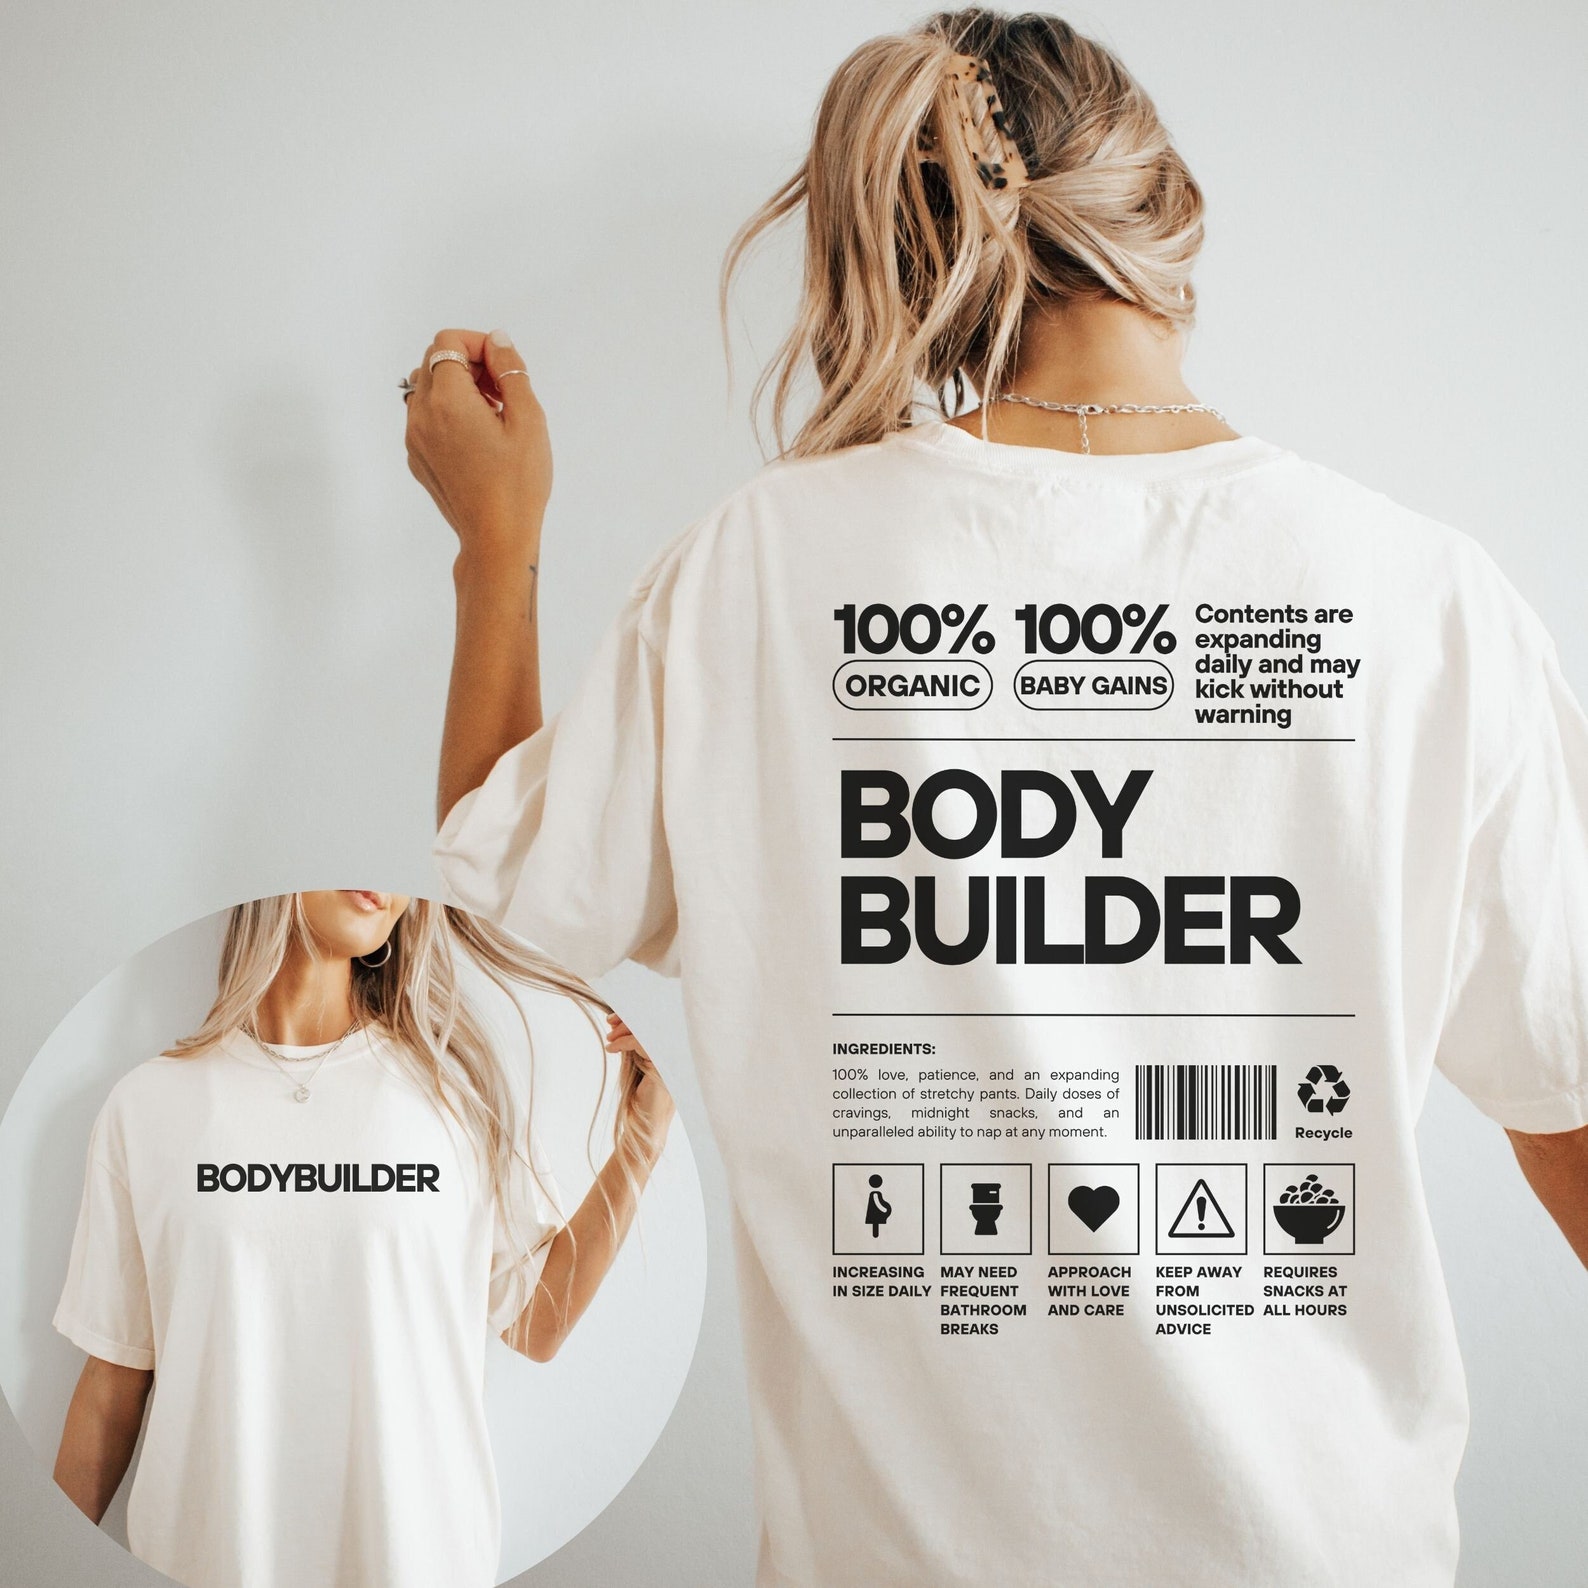 100% 100% Contents are
expanding
daily and may
kick without
warning
ORGANIC BABY GAINS
BODY
BUILDER
INGREDIENTS:
100% love, patience, and an expanding
collection of stretchy pants. Daily doses of
cravings, midnight snacks, and an
unparalleled ability to nap at any moment.
Recycle
INCREASING
IN SIZE DAILY
MAY NEED
FREQUENT
BATHROOM
BREAKS
APPROACH
WITH LOVE
AND CARE
KEEP AWAY
FROM
UNSOLICITED
ADVICE
REQUIRES
SNACKS AT
ALL HOURS
BODYBUILDER